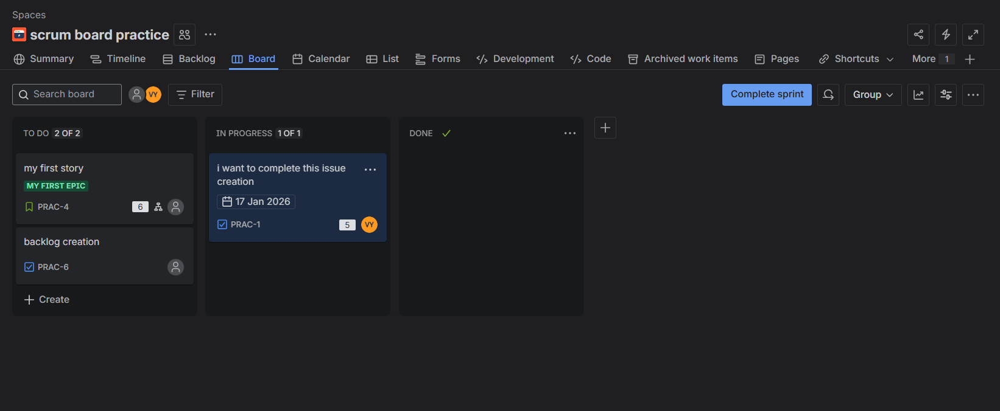 Spaces
scrum board practice
Summary Timeline Backlog Board Calendar List Forms Development Code Archived work items Pages Shortcuts More 1
Search board VY Filter Complete sprint Group
TO DO 2 OF 2
my first story
MY FIRST EPIC
PRAC-4 6
backlog creation
PRAC-6
Create
IN PROGRESS 1 OF 1
i want to complete this issue
creation
17 Jan 2026
PRAC-1 5 VY
DONE